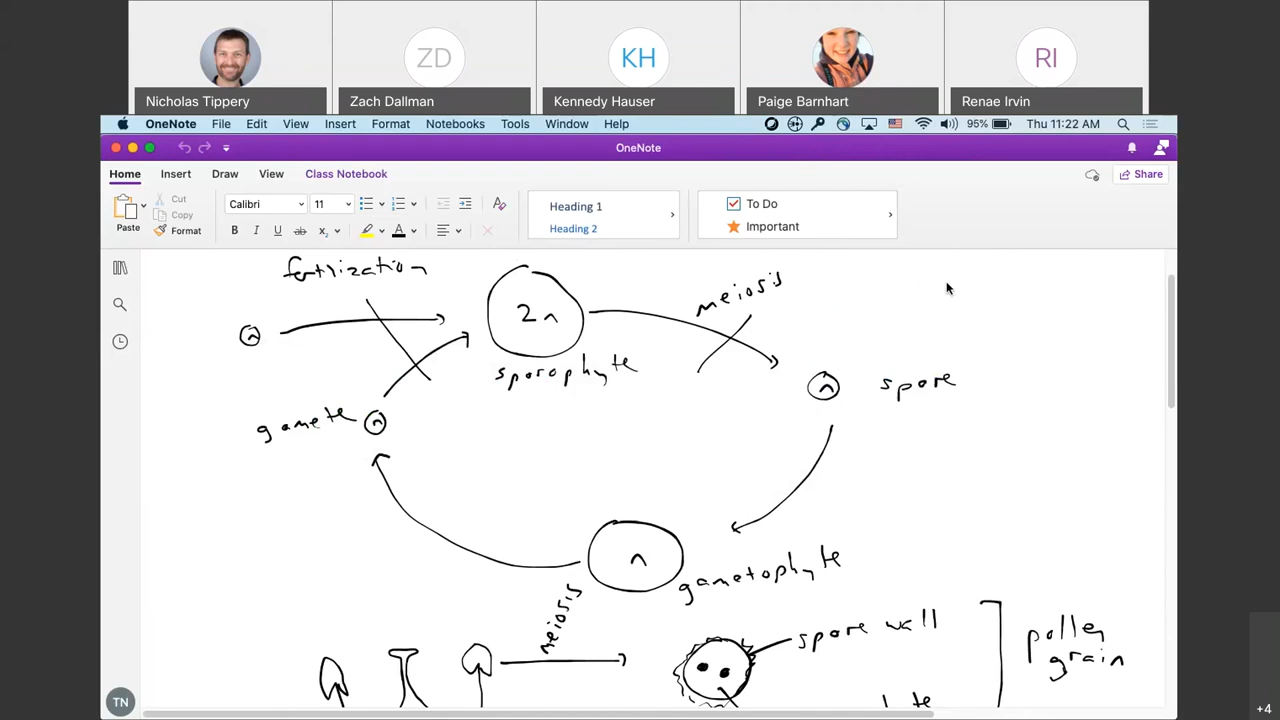 ZD
KH
RI
Nicholas Tippery
Zach Dallman
Kennedy Hauser
Paige Barnhart
Renae Irvin
OneNote File Edit View Insert Format Notebooks Tools Window Help
95%
Thu 11:22 AM
OneNote
Home Insert Draw View Class Notebook
Share
Paste
Cut
Copy
Format
Calibri
11
B I U ab x₂ A
Heading 1
Heading 2
To Do
Important
fertilization
2n
meiosis
n
sporophyte
n
spore
gamete
n
n
gametophyte
meiosis
spore wall
pollen
grain
TN
+4